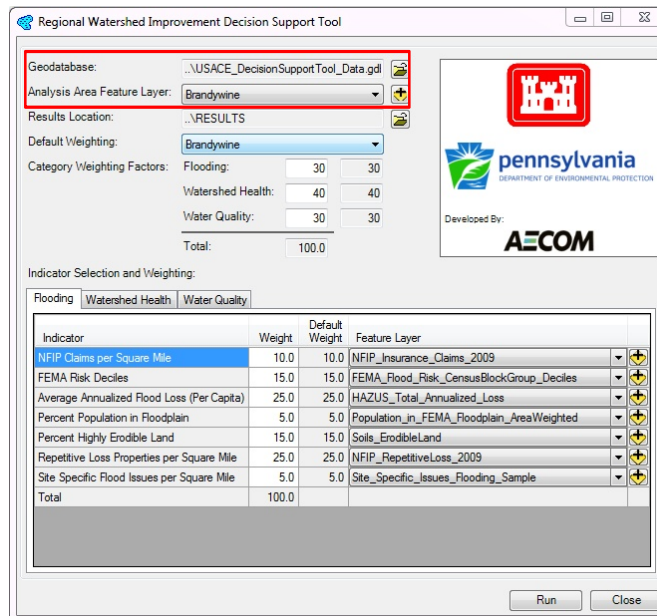 Regional Watershed Improvement Decision Support Tool
Geodatabase: ..\USACE_DecisionSupportTool_Data.gdl
Analysis Area Feature Layer: Brandywine
Results Location: ..\RESULTS
Default Weighting: Brandywine
Category Weighting Factors: Flooding: 30 30
Watershed Health: 40 40
Water Quality: 30 30
Total: 100.0
pennsylvania
DEPARTMENT OF ENVIRONMENTAL PROTECTION
Developed By:
AECOM
Indicator Selection and Weighting:
Flooding Watershed Health Water Quality
Indicator Weight Default Weight Feature Layer
NFIP Claims per Square Mile 10.0 10.0 NFIP_Insurance_Claims_2009
FEMA Risk Deciles 15.0 15.0 FEMA_Flood_Risk_CensusBlockGroup_Deciles
Average Annualized Flood Loss (Per Capita) 25.0 25.0 HAZUS_Total_Annualized_Loss
Percent Population in Floodplain 5.0 5.0 Population_in_FEMA_Floodplain_AreaWeighted
Percent Highly Erodible Land 15.0 15.0 Soils_ErodibleLand
Repetitive Loss Properties per Square Mile 25.0 25.0 NFIP_RepetitiveLoss_2009
Site Specific Flood Issues per Square Mile 5.0 5.0 Site_Specific_Issues_Flooding_Sample
Total 100.0
Run Close